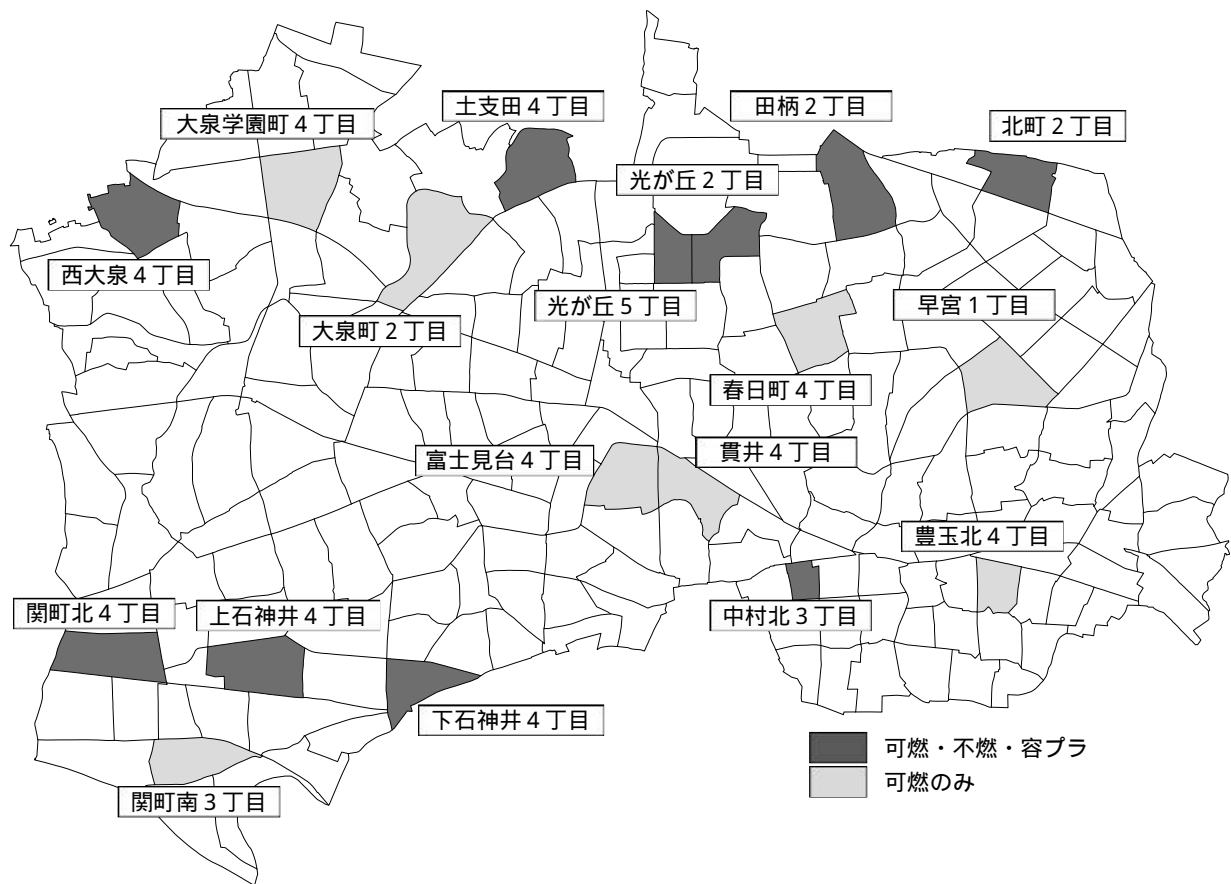 土支田４丁目
田柄２丁目
大泉学園町４丁目
北町２丁目
光が丘２丁目
西大泉４丁目
光が丘５丁目
早宮１丁目
大泉町２丁目
春日町４丁目
富士見台４丁目
貫井４丁目
豊玉北４丁目
関町北４丁目
上石神井４丁目
中村北３丁目
下石神井４丁目
可燃・不燃・容プラ
可燃のみ
関町南３丁目